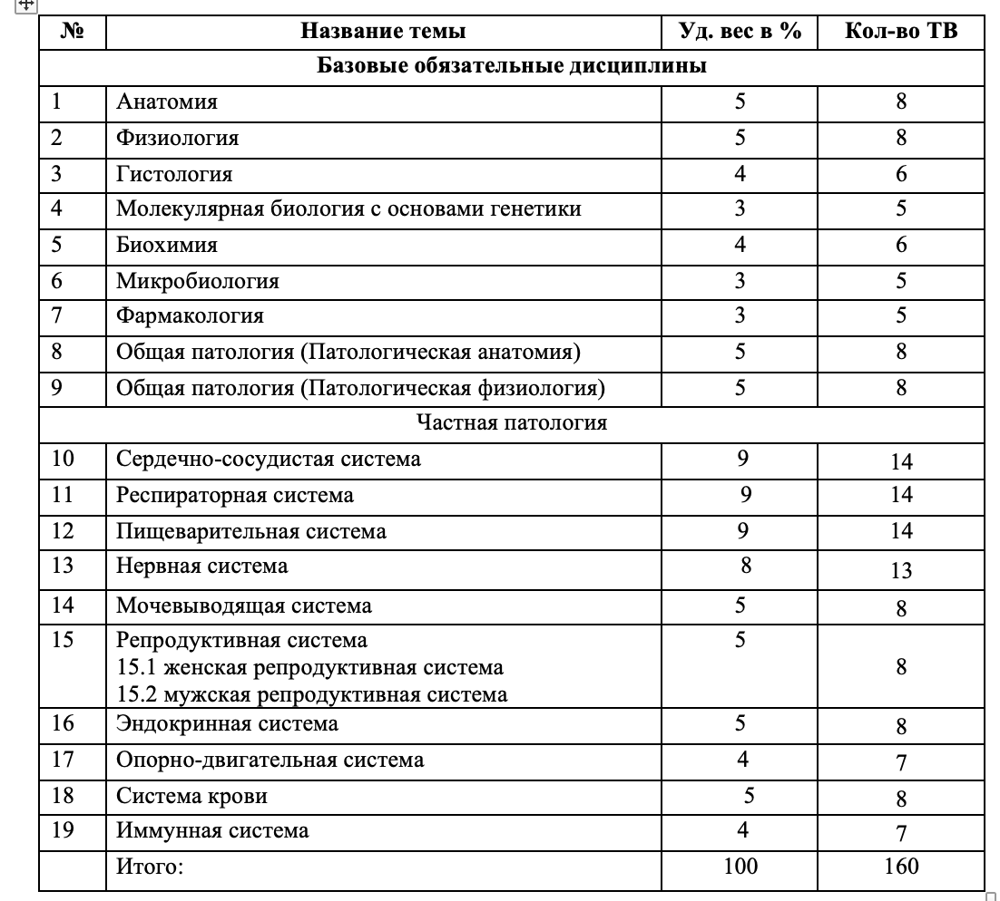 № Название темы Уд. вес в % Кол-во ТВ
Базовые обязательные дисциплины
1 Анатомия 5 8
2 Физиология 5 8
3 Гистология 4 6
4 Молекулярная биология с основами генетики 3 5
5 Биохимия 4 6
6 Микробиология 3 5
7 Фармакология 3 5
8 Общая патология (Патологическая анатомия) 5 8
9 Общая патология (Патологическая физиология) 5 8
Частная патология
10 Сердечно-сосудистая система 9 14
11 Респираторная система 9 14
12 Пищеварительная система 9 14
13 Нервная система 8 13
14 Мочевыводящая система 5 8
15 Репродуктивная система 5
15.1 женская репродуктивная система 8
15.2 мужская репродуктивная система
16 Эндокринная система 5 8
17 Опорно-двигательная система 4 7
18 Система крови 5 8
19 Иммунная система 4 7
Итого: 100 160